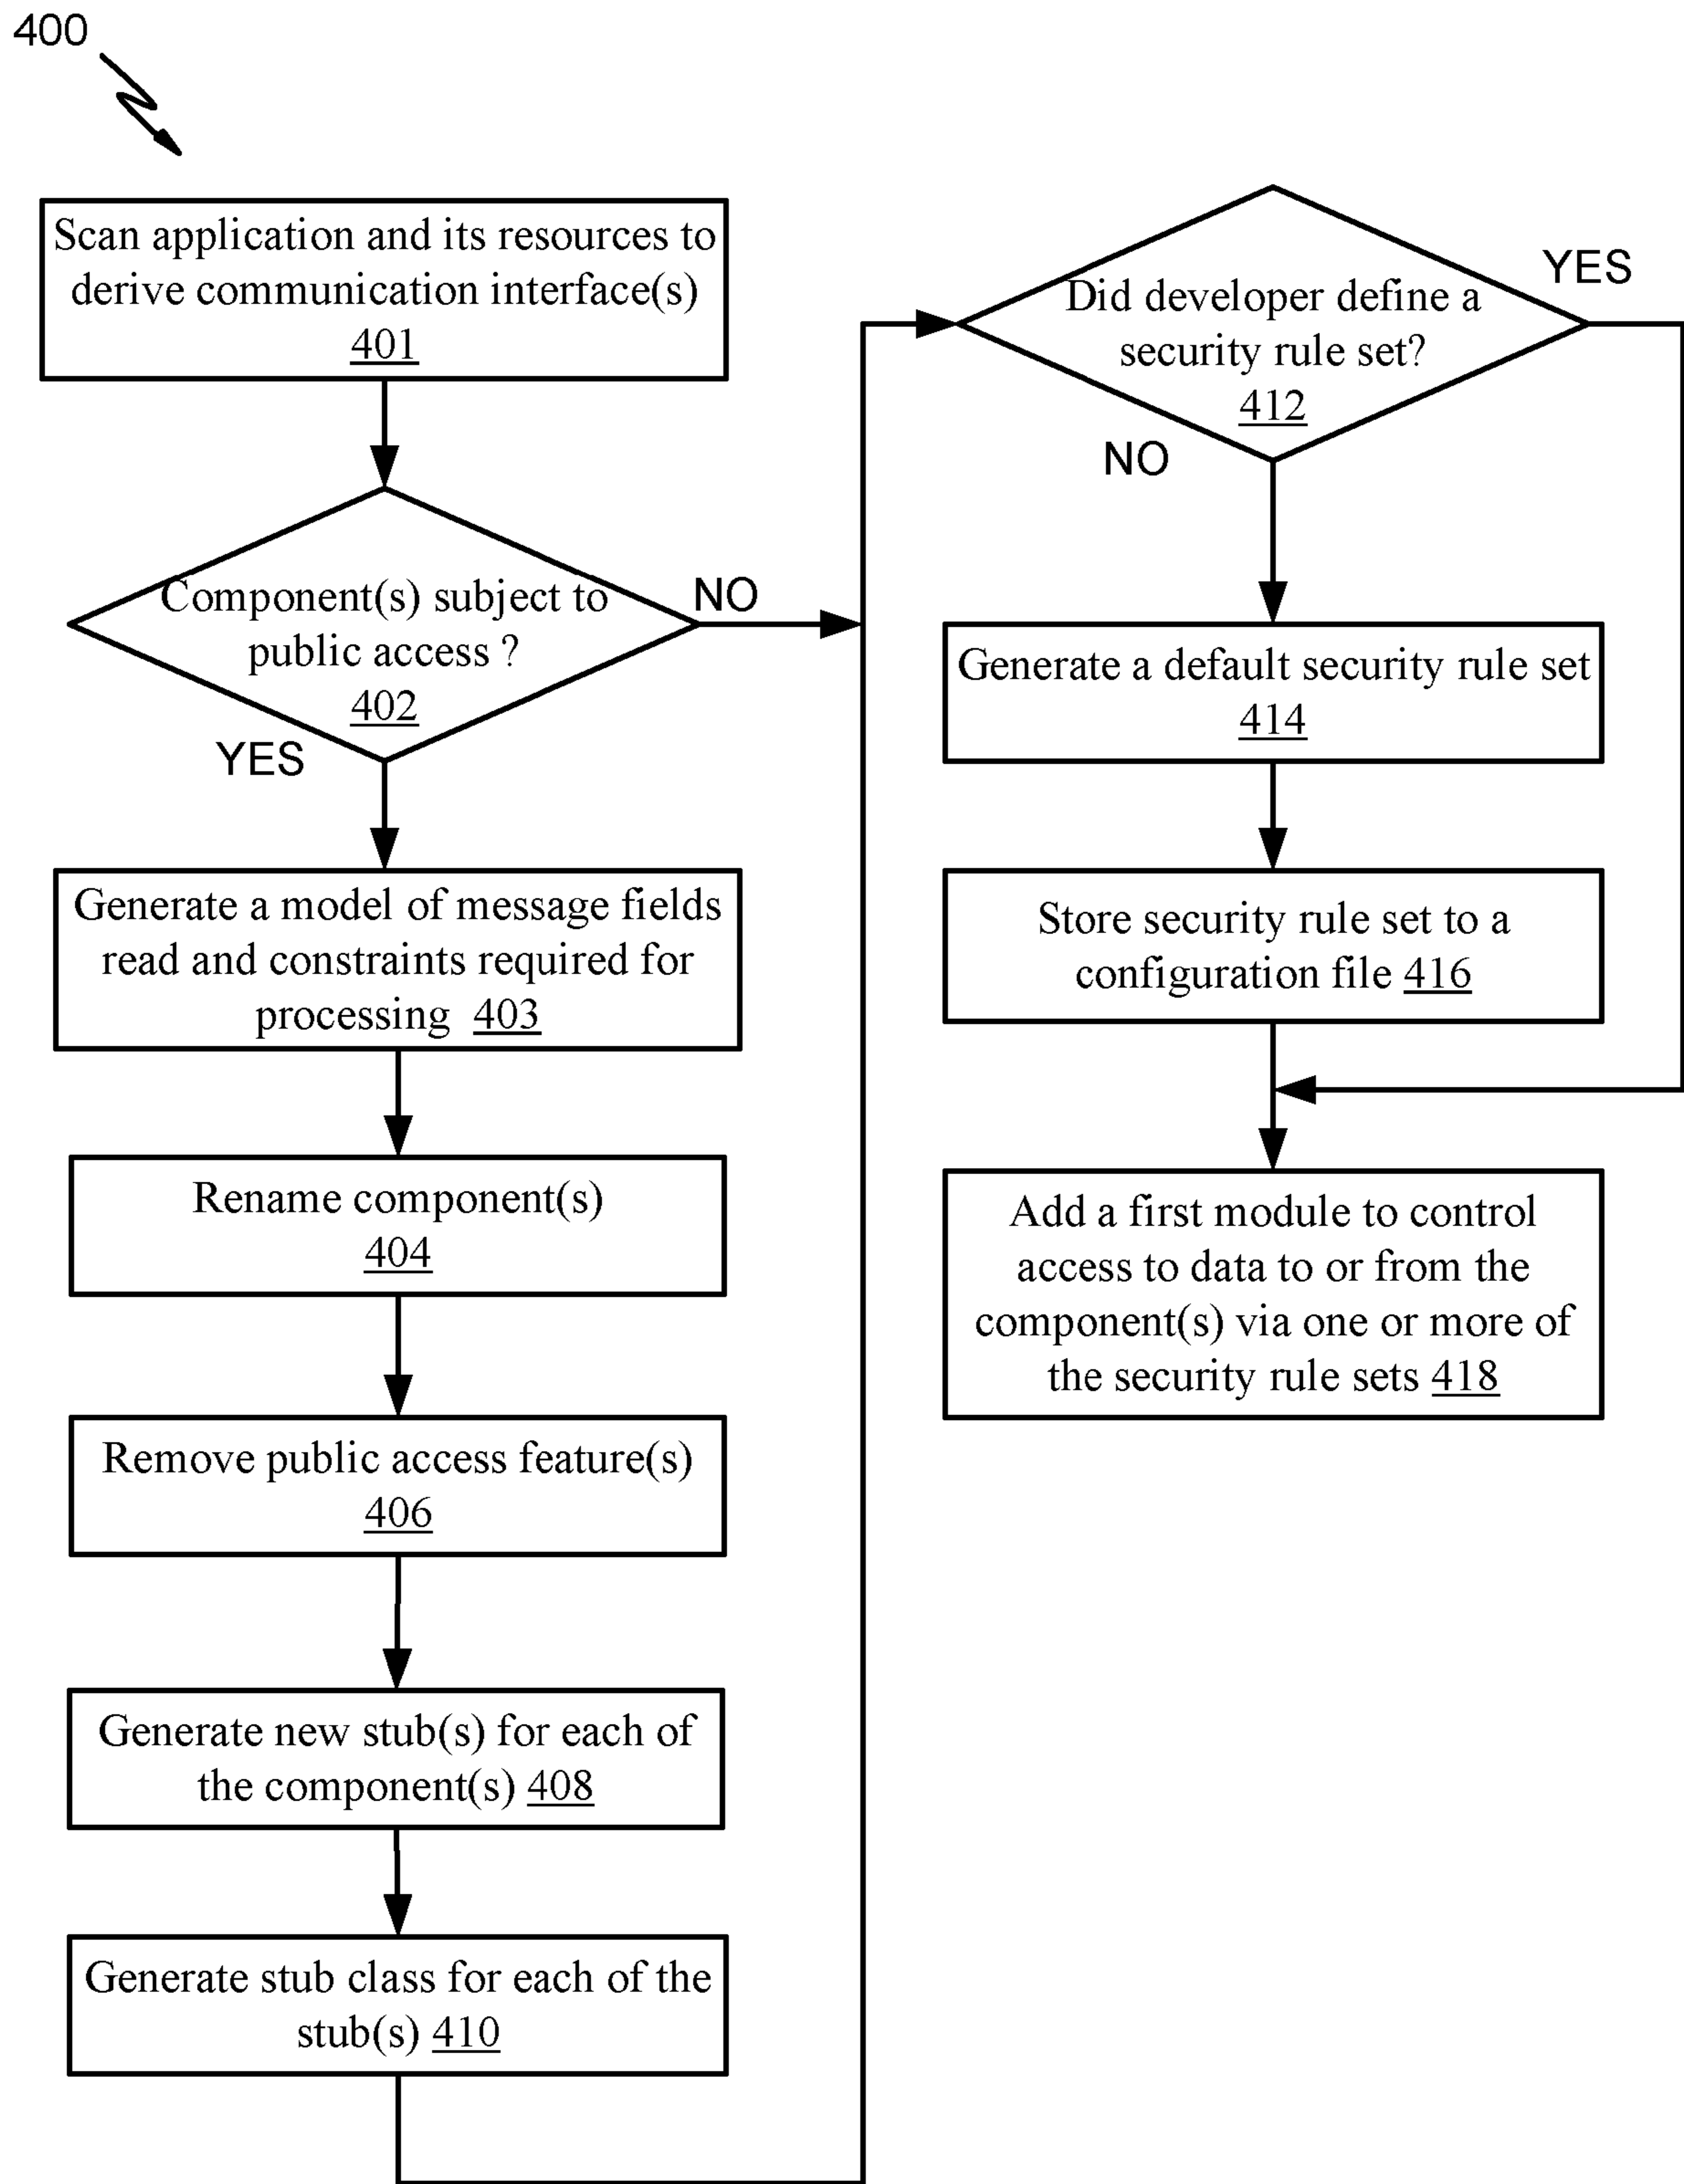 400
Scan application and its resources to
derive communication interface(s)
401
Component(s) subject to
public access ?
402
NO
YES
Generate a model of message fields
read and constraints required for
processing 403
Rename component(s)
404
Remove public access feature(s)
406
Generate new stub(s) for each of
the component(s) 408
Generate stub class for each of the
stub(s) 410
Did developer define a
security rule set?
412
YES
NO
Generate a default security rule set
414
Store security rule set to a
configuration file 416
Add a first module to control
access to data to or from the
component(s) via one or more of
the security rule sets 418